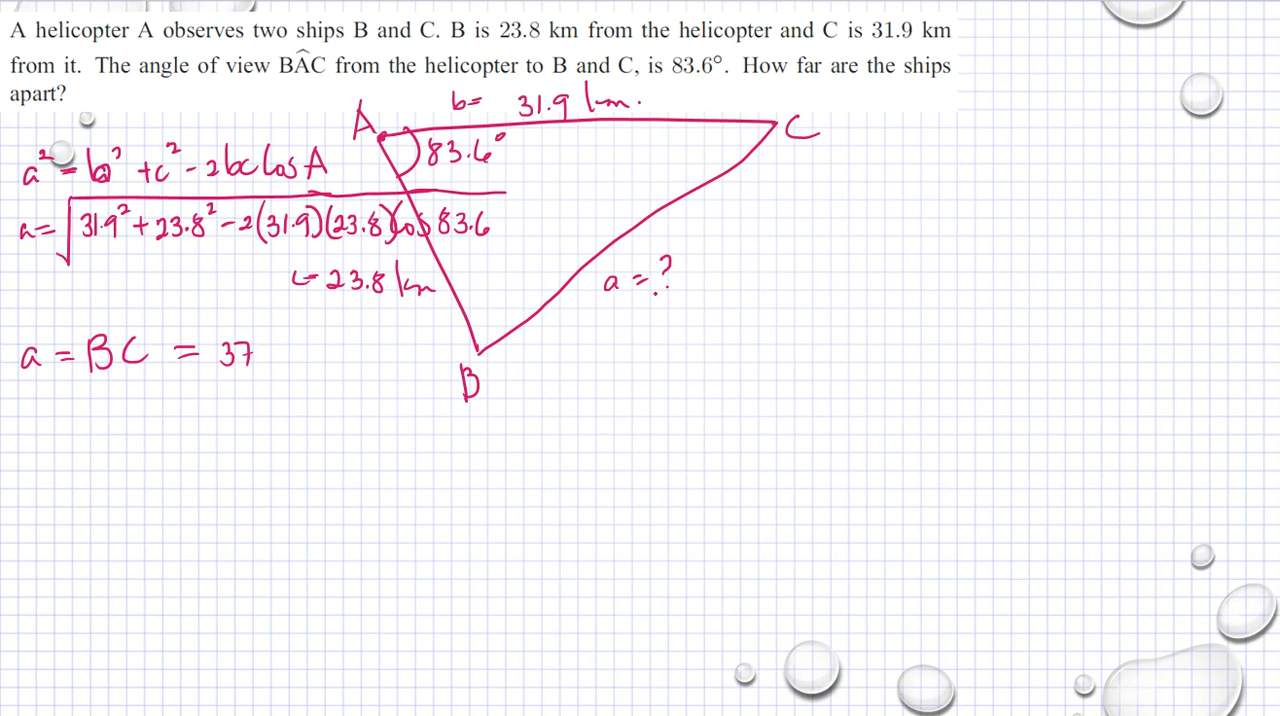 A helicopter A observes two ships B and C. B is 23.8 km from the helicopter and C is 31.9 km
from it. The angle of view BÂC from the helicopter to B and C, is 83.6°. How far are the ships
apart?
b= 31.9 km.
A
C
83.6°
a² = b² + c² - 2bc Cos A
a = √31.9² + 23.8² - 2(31.9)(23.8)Cos 83.6
c= 23.8 km
a = ?
a = BC = 37
B